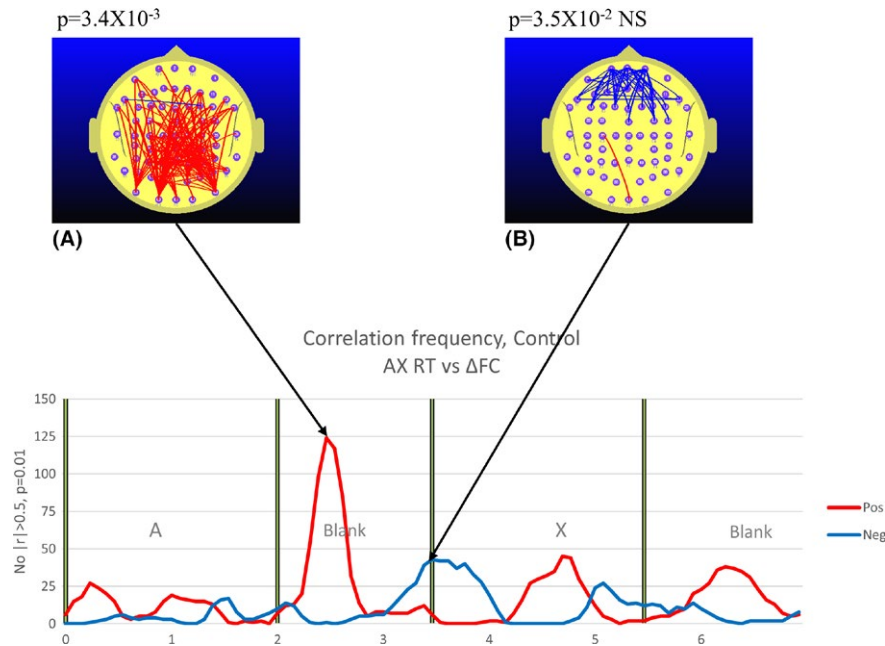 p=3.4X10⁻³
p=3.5X10⁻² NS
(A)
(B)
Correlation frequency, Control
AX RT vs ΔFC
No |r| >0.5, p=0.01
150
125
100
75
50
25
0
A
Blank
X
Blank
Pos
Neg
0 1 2 3 4 5 6